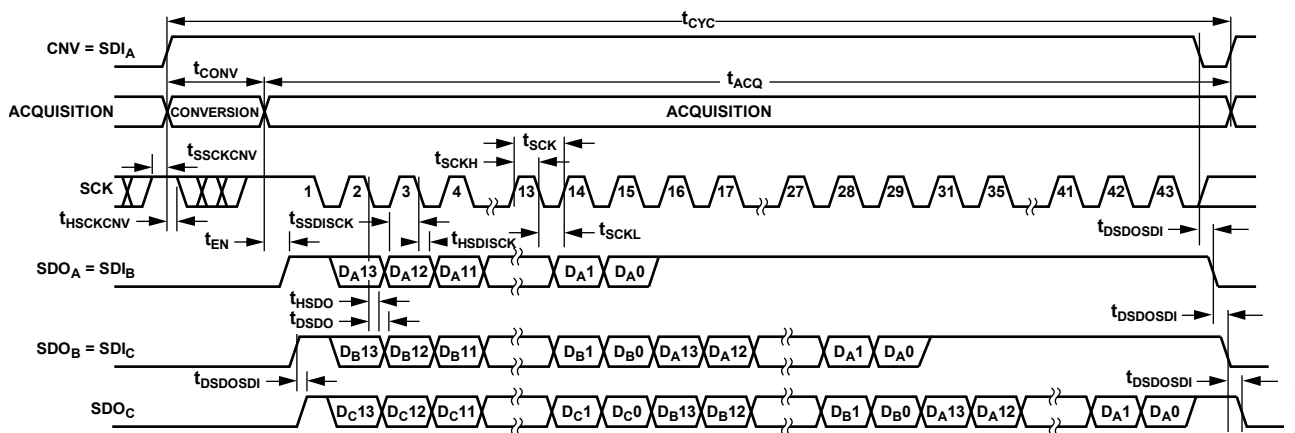 tCYC
CNV = SDIA
tCONV
tACQ
ACQUISITION
CONVERSION
ACQUISITION
tSSCKCNV
tSCK
tSCKH
SCK
1 2 3 4 13 14 15 16 17 27 28 29 31 35 41 42 43
tHSCKCNV
tSSDISCK
tEN
tHSDISCK
tSCKL
tDSDOSDI
SDOA = SDIB
DA13 DA12 DA11 DA1 DA0
tHSDO
tDSDO
tDSDOSDI
SDOB = SDIC
DB13 DB12 DB11 DB1 DB0 DA13 DA12 DA1 DA0
tDSDOSDI
tDSDOSDI
SDOC
DC13 DC12 DC11 DC1 DC0 DB13 DB12 DB1 DB0 DA13 DA12 DA1 DA0